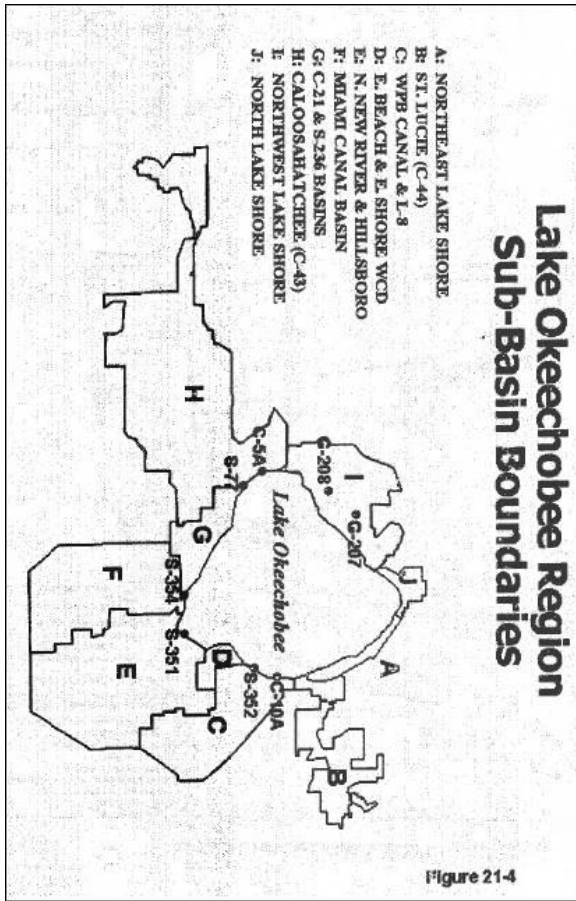 Lake Okeechobee Region
Sub-Basin Boundaries
A: NORTHEAST LAKE SHORE
B: ST. LUCIE (C-44)
C: WPB CANAL & L-8
D: E. BEACH & E. SHORE WCD
E: N. NEW RIVER & HILLSBORO
F: MIAMI CANAL BASIN
G: C-21 & S-236 BASINS
H: CALOOSAHATCHEE (C-43)
I: NORTHWEST LAKE SHORE
J: NORTH LAKE SHORE
J
A
I
G-207
G-208
B
C-5A
Lake Okeechobee
C-10A
S-77
S-352
H
G
D
C
S-354
S-351
F
E
Figure 21-4